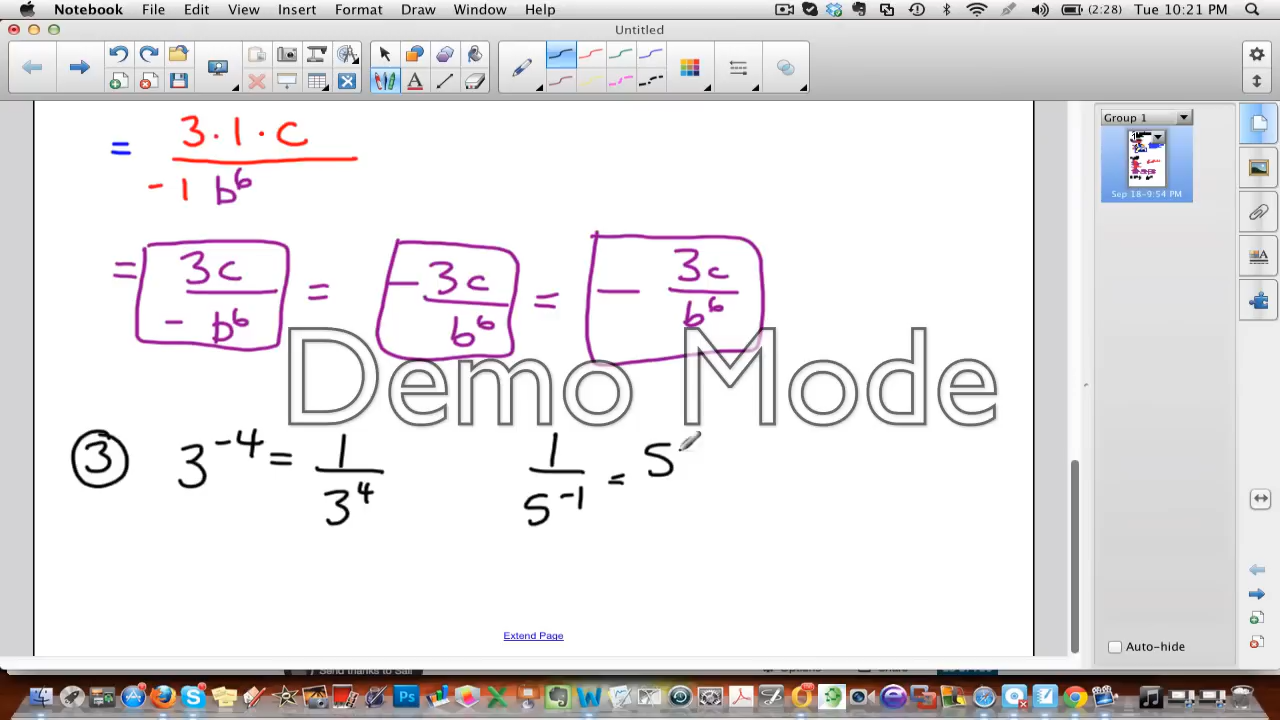 Notebook File Edit View Insert Format Draw Window Help (2:28) Tue 10:21 PM
Untitled
Group 1
Sep 18-9:54 PM
= 3·1·c / -1 b⁶
= 3c / - b⁶ = -3c / b⁶ = - 3c / b⁶
Demo Mode
③ 3⁻⁴ = 1 / 3⁴ 1 / 5⁻¹ = 5
Extend Page
Auto-hide